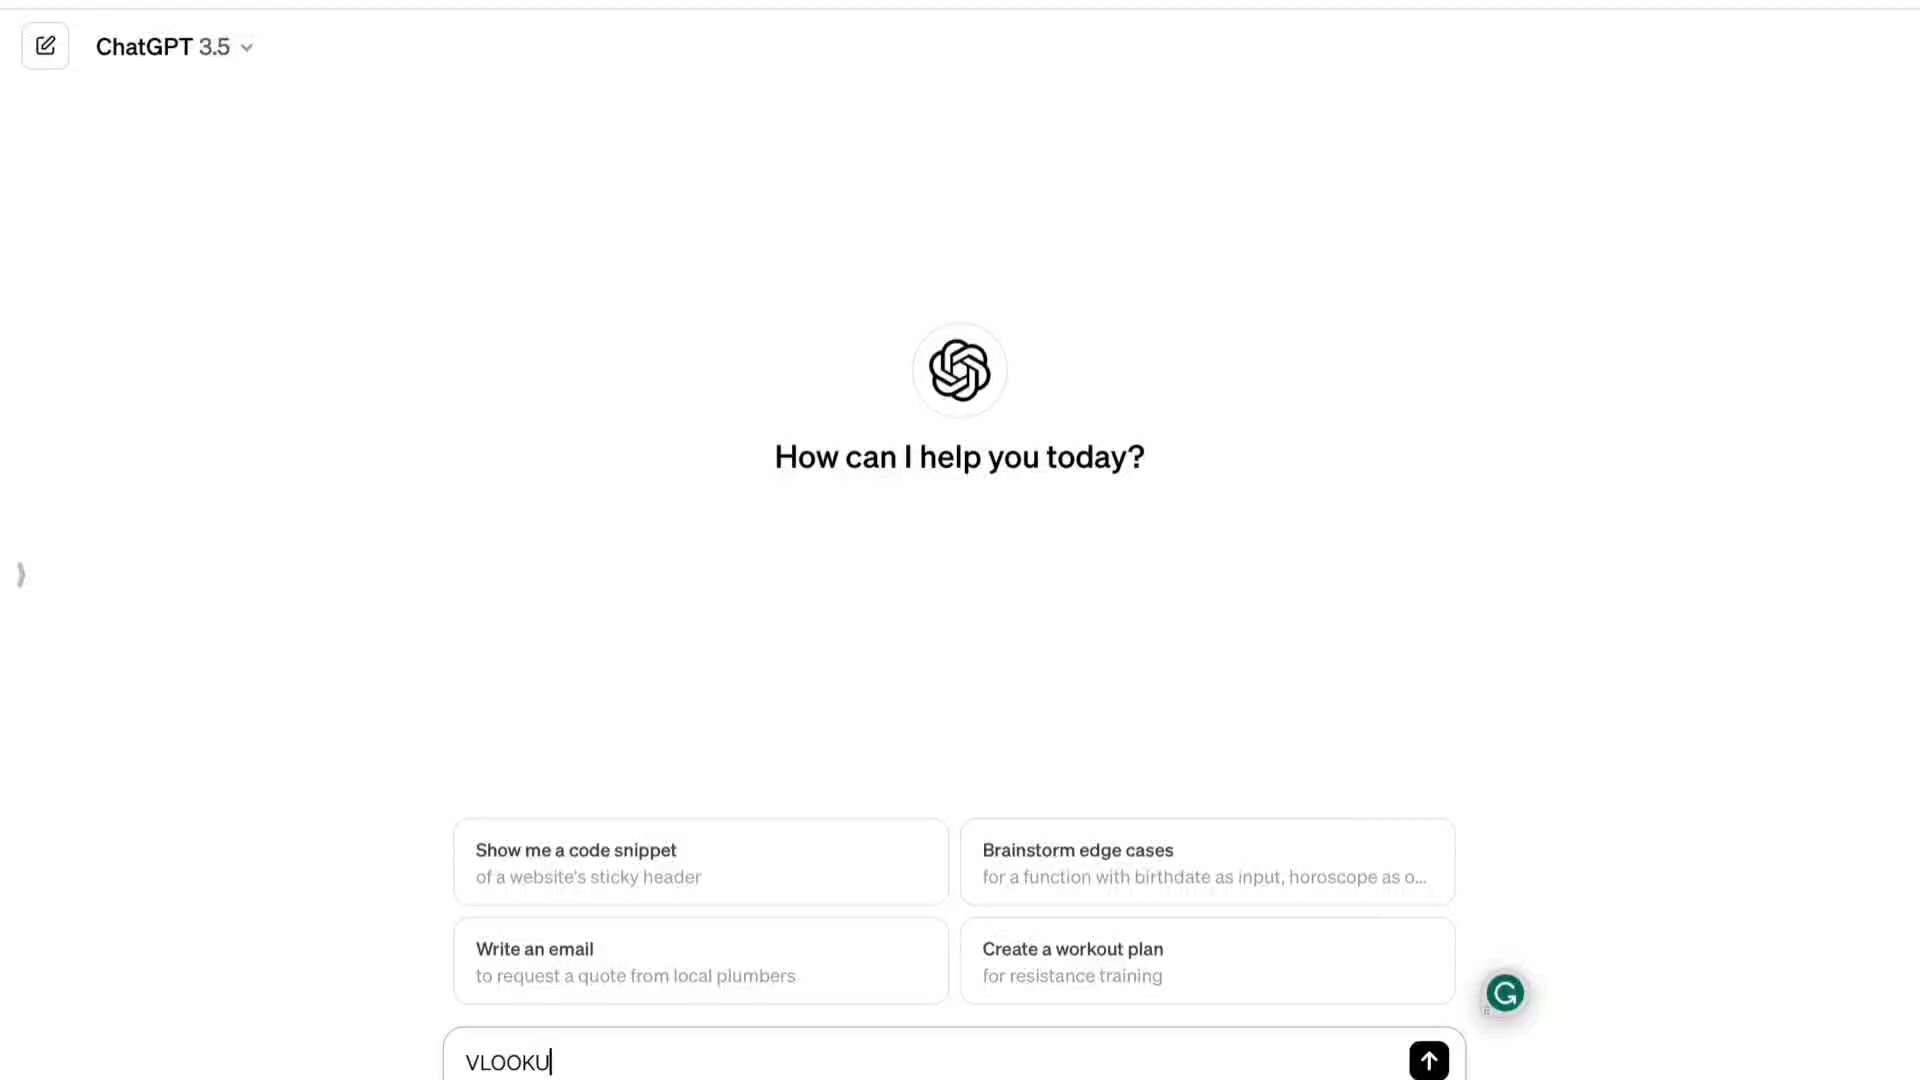 ChatGPT 3.5
How can I help you today?
Show me a code snippet
of a website's sticky header
Brainstorm edge cases
for a function with birthdate as input, horoscope as o...
Write an email
to request a quote from local plumbers
Create a workout plan
for resistance training
VLOOKU